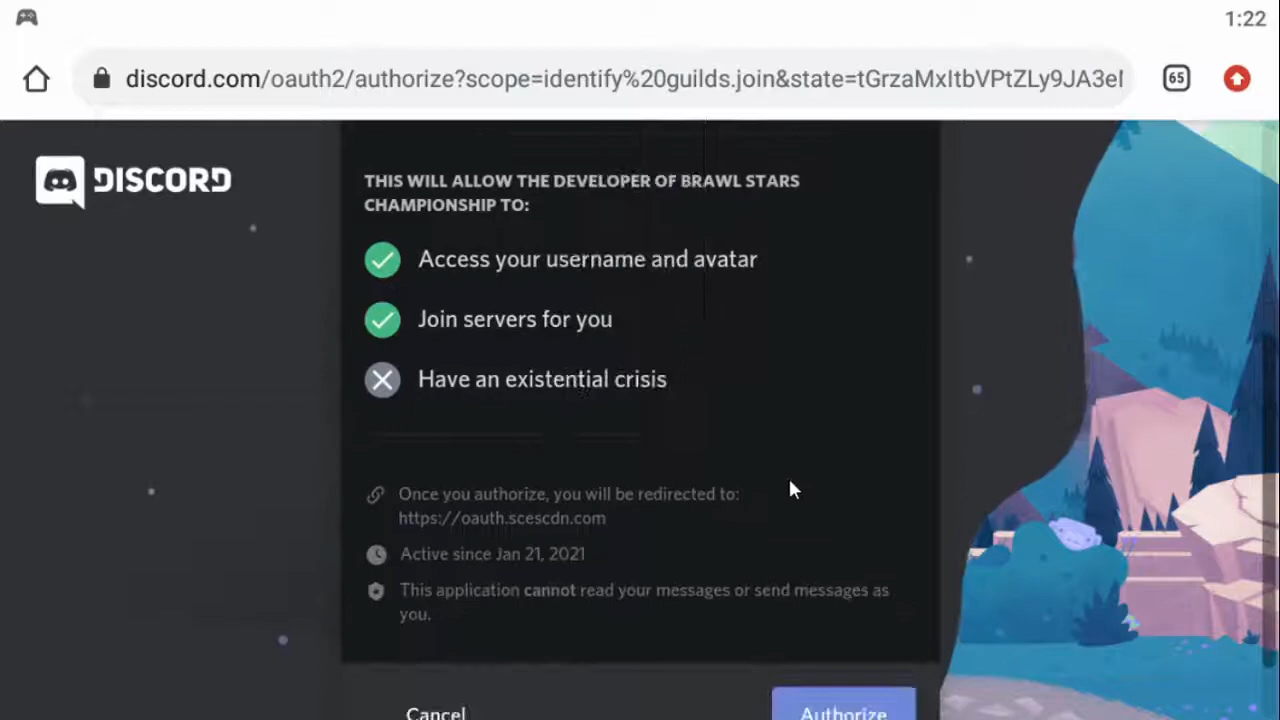 1:22
discord.com/oauth2/authorize?scope=identify%20guilds.join&state=tGrzaMxItbVPtZLy9JA3el
65
DISCORD
THIS WILL ALLOW THE DEVELOPER OF BRAWL STARS
CHAMPIONSHIP TO:
Access your username and avatar
Join servers for you
Have an existential crisis
Once you authorize, you will be redirected to:
https://oauth.scescdn.com
Active since Jan 21, 2021
This application cannot read your messages or send messages as
you.
Cancel
Authorize